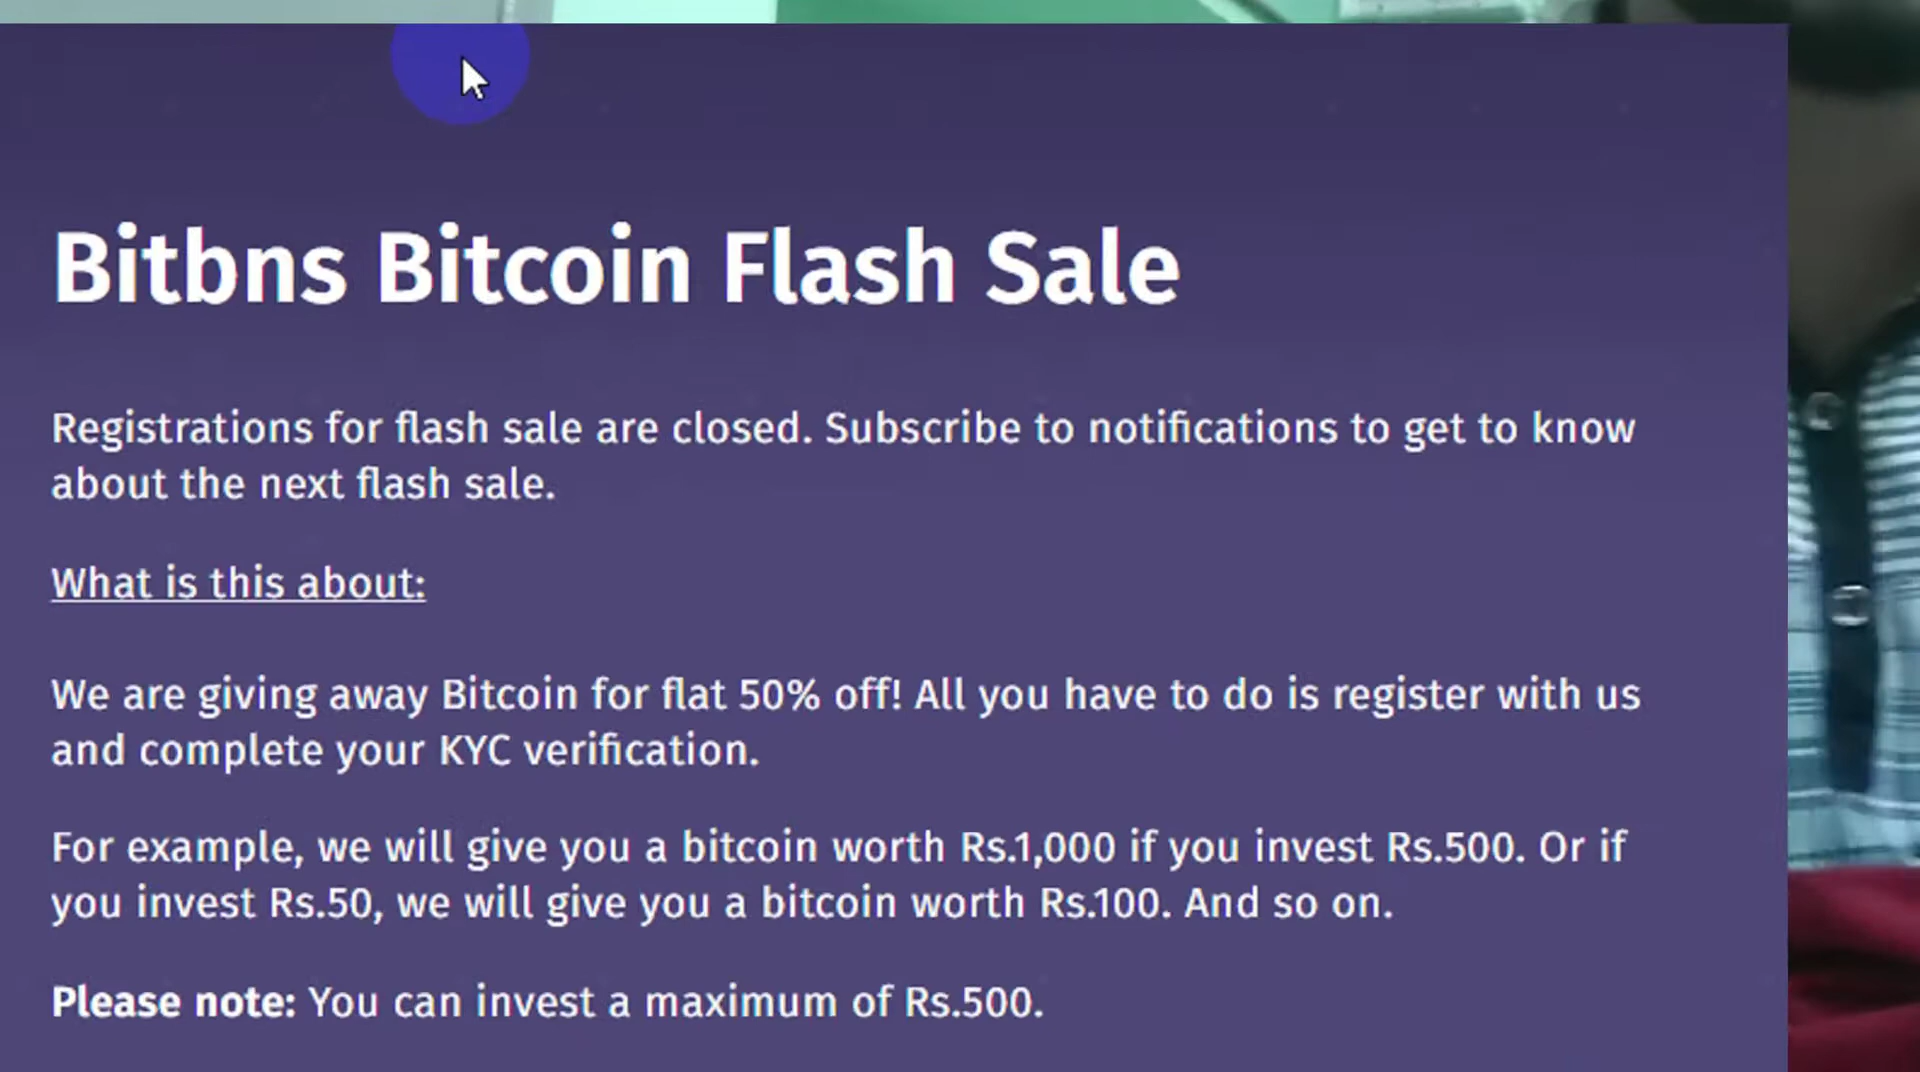 Bitbns Bitcoin Flash Sale
Registrations for flash sale are closed. Subscribe to notifications to get to know
about the next flash sale.
What is this about:
We are giving away Bitcoin for flat 50% off! All you have to do is register with us
and complete your KYC verification.
For example, we will give you a bitcoin worth Rs.1,000 if you invest Rs.500. Or if
you invest Rs.50, we will give you a bitcoin worth Rs.100. And so on.
Please note: You can invest a maximum of Rs.500.